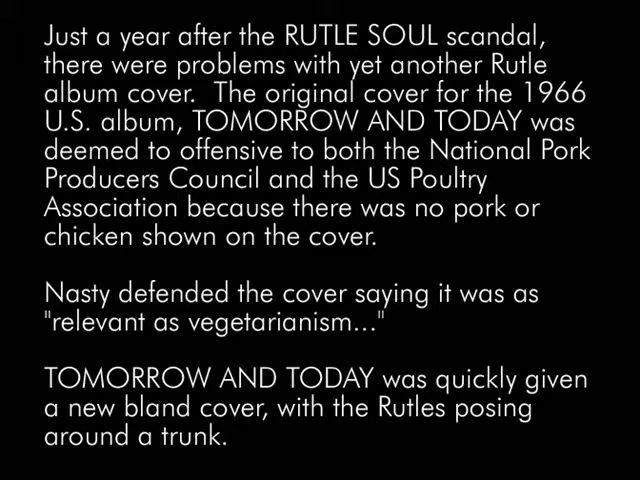 Just a year after the RUTLE SOUL scandal,
there were problems with yet another Rutle
album cover. The original cover for the 1966
U.S. album, TOMORROW AND TODAY was
deemed to offensive to both the National Pork
Producers Council and the US Poultry
Association because there was no pork or
chicken shown on the cover.
Nasty defended the cover saying it was as
"relevant as vegetarianism..."
TOMORROW AND TODAY was quickly given
a new bland cover, with the Rutles posing
around a trunk.